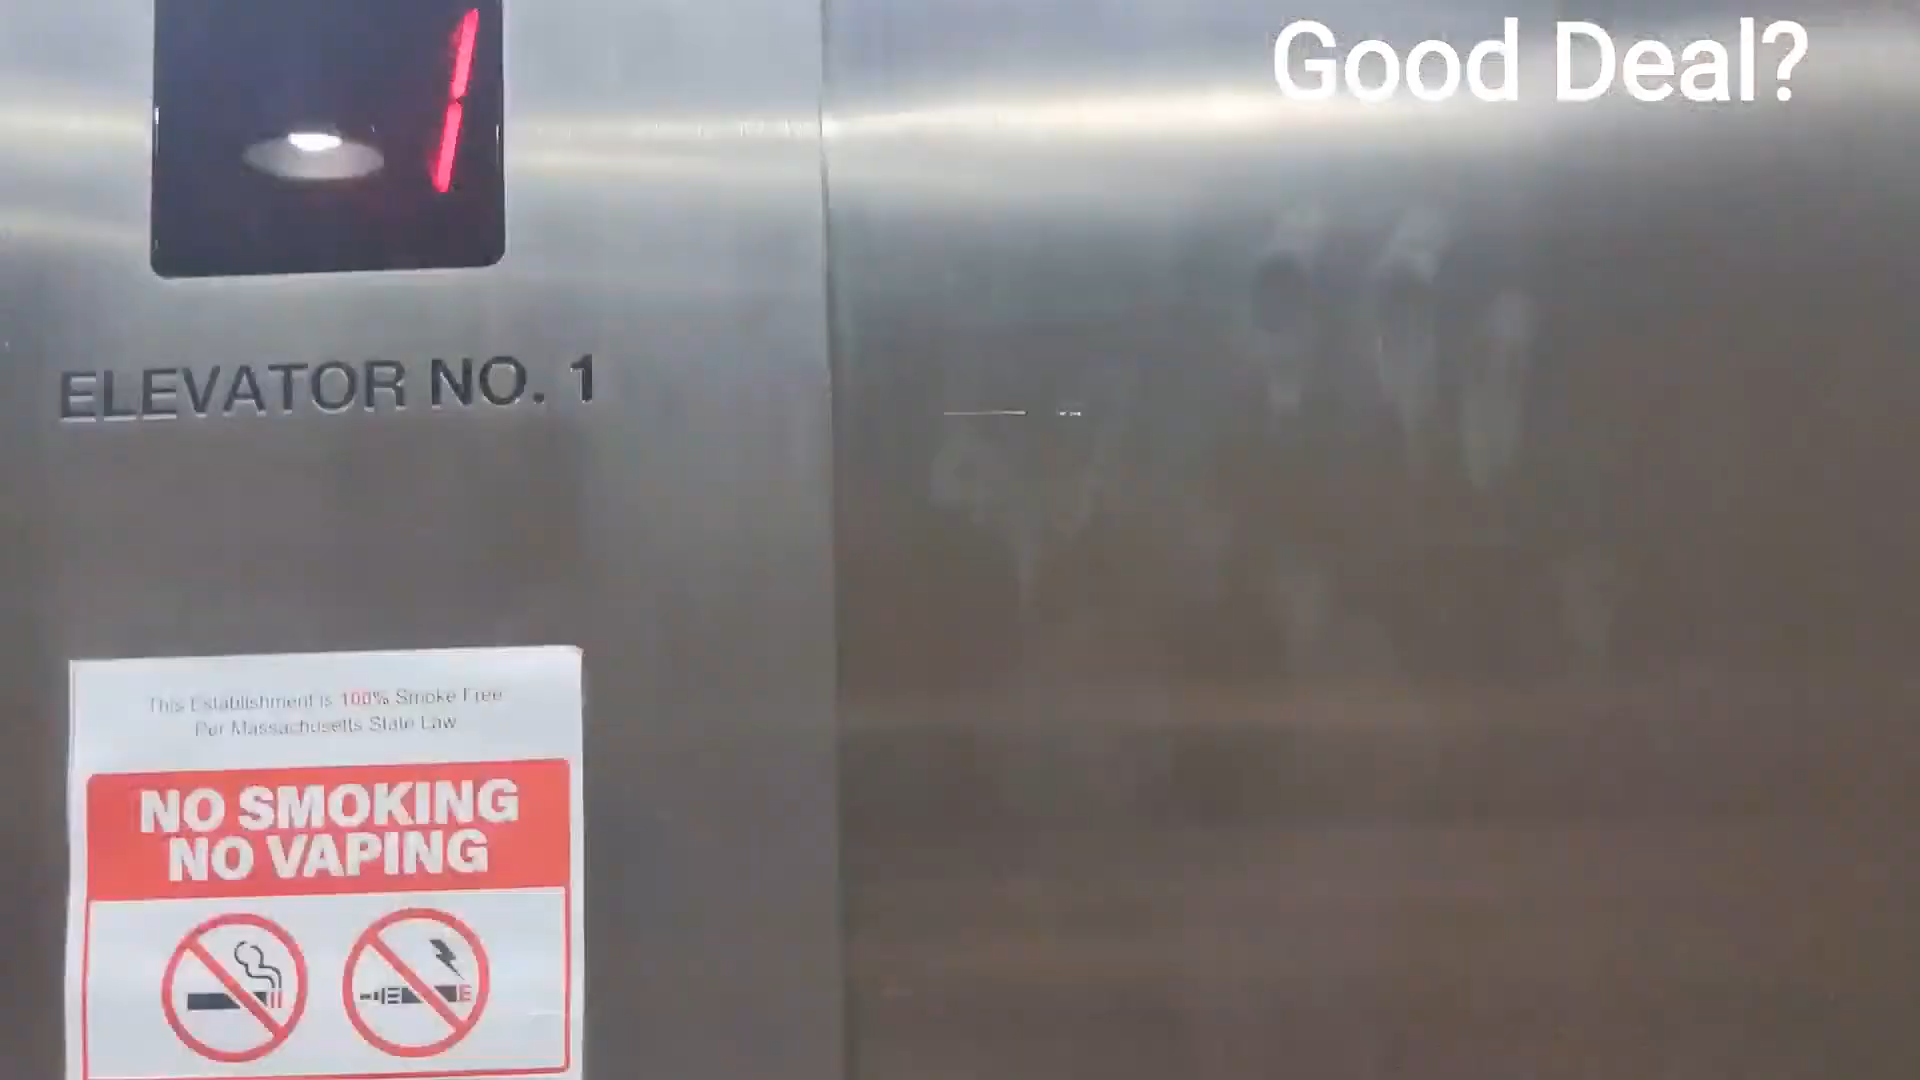 Good Deal?
1
ELEVATOR NO. 1
This Establishment is 100% Smoke Free
Per Massachusetts State Law
NO SMOKING
NO VAPING